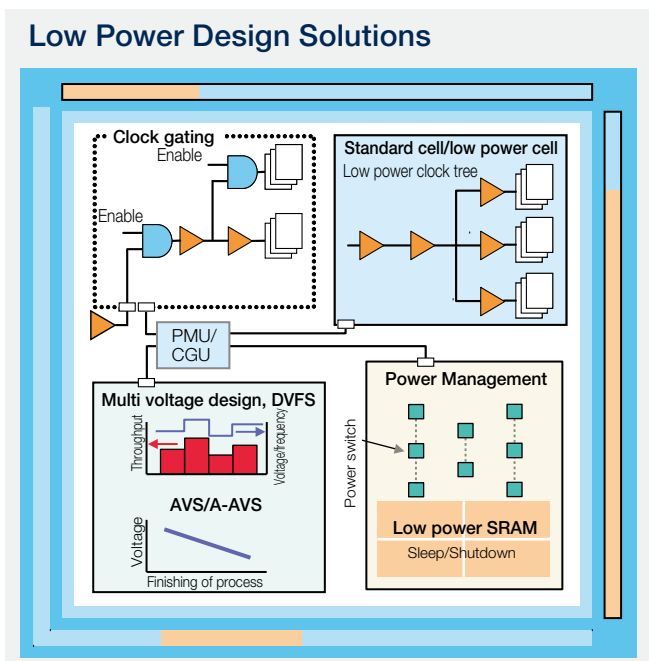 Low Power Design Solutions
Clock gating
Enable
Enable
Standard cell/low power cell
Low power clock tree
PMU/
CGU
Multi voltage design, DVFS
Throughput
Voltage/frequency
AVS/A-AVS
Voltage
Finishing of process
Power Management
Power switch
Low power SRAM
Sleep/Shutdown